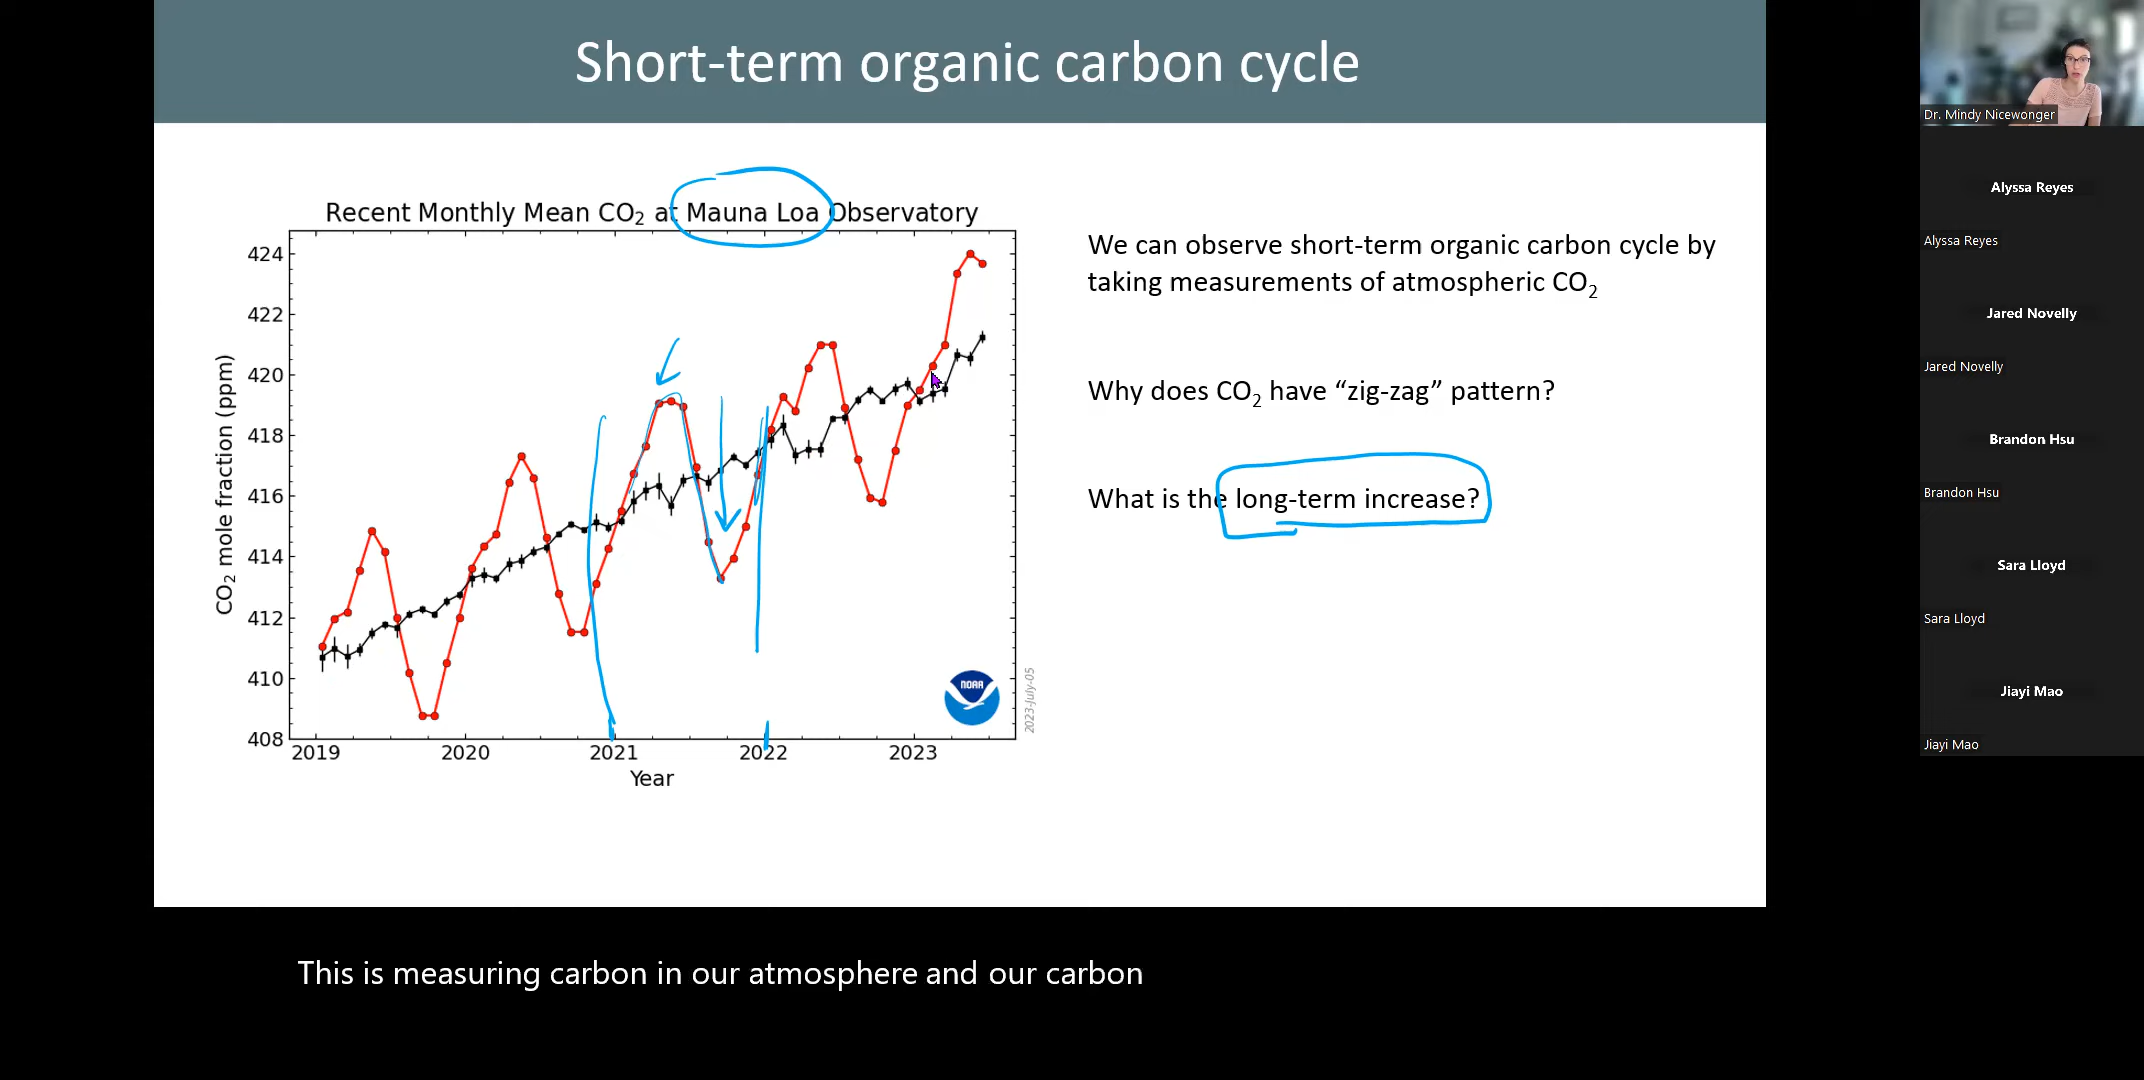 Short-term organic carbon cycle
Recent Monthly Mean CO₂ at Mauna Loa Observatory
424
422
420
418
416
414
412
410
408
CO₂ mole fraction (ppm)
2019 2020 2021 2022 2023
Year
NOAA
2023-July-05
We can observe short-term organic carbon cycle by
taking measurements of atmospheric CO₂
Why does CO₂ have “zig-zag” pattern?
What is the long-term increase?
This is measuring carbon in our atmosphere and our carbon
Dr. Mindy Nicewonger
Alyssa Reyes
Alyssa Reyes
Jared Novelly
Jared Novelly
Brandon Hsu
Brandon Hsu
Sara Lloyd
Sara Lloyd
Jiayi Mao
Jiayi Mao